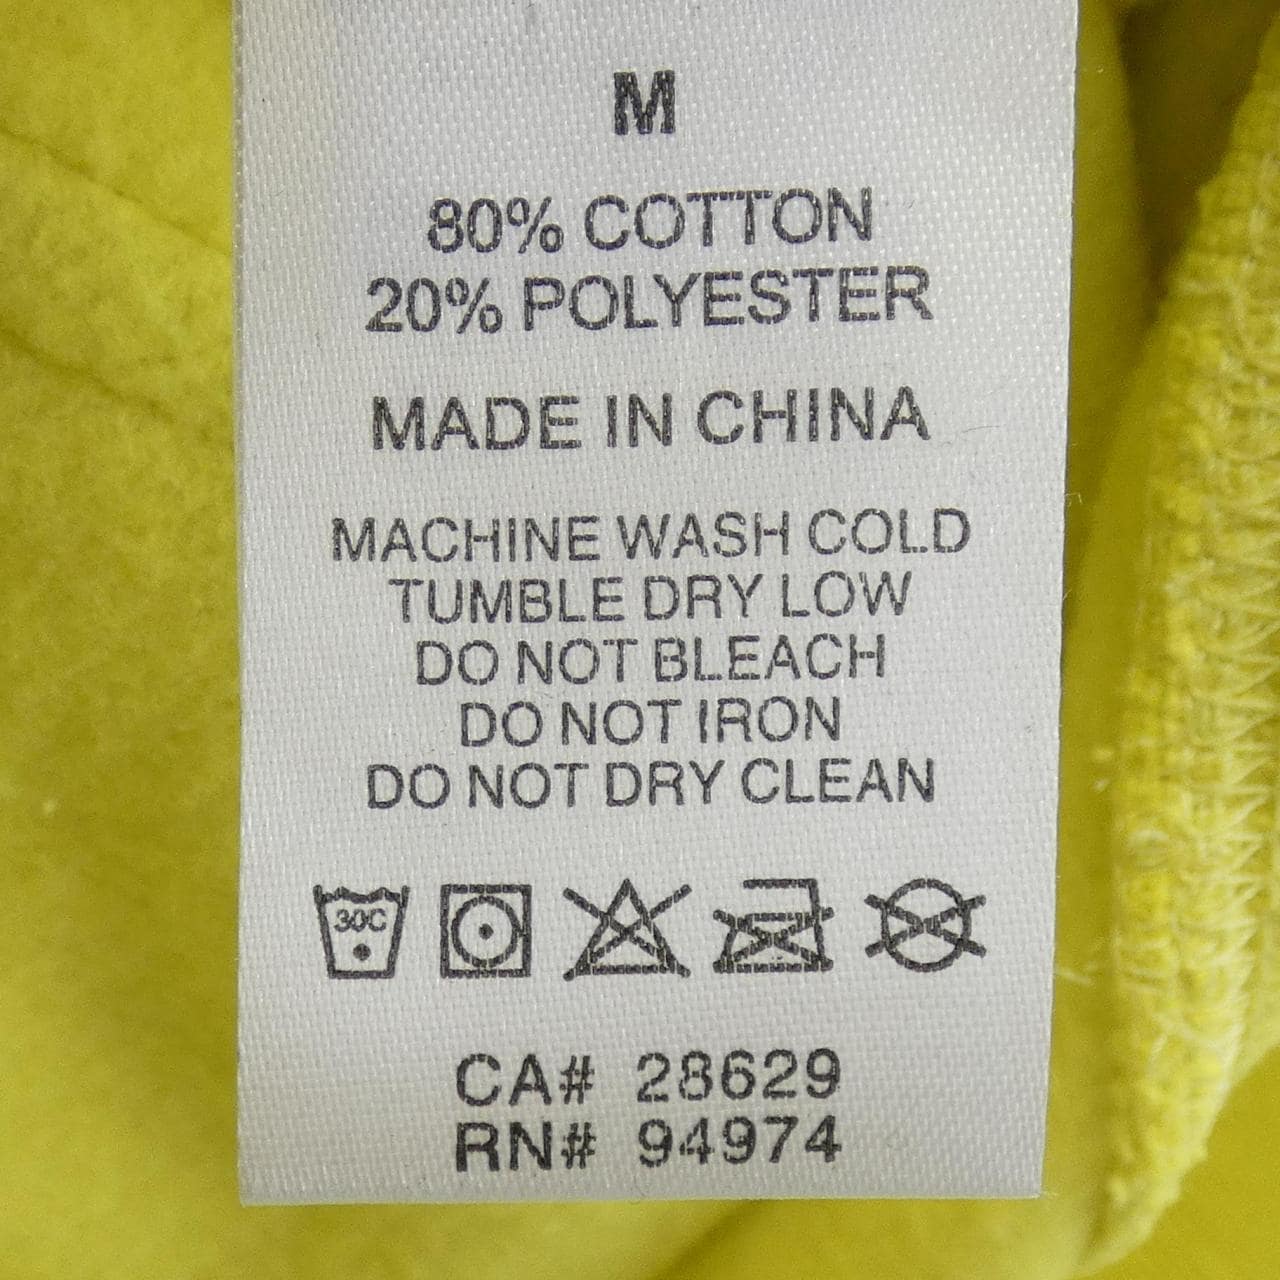 M
80% COTTON
20% POLYESTER
MADE IN CHINA
MACHINE WASH COLD
TUMBLE DRY LOW
DO NOT BLEACH
DO NOT IRON
DO NOT DRY CLEAN
30C
CA# 28629
RN# 94974